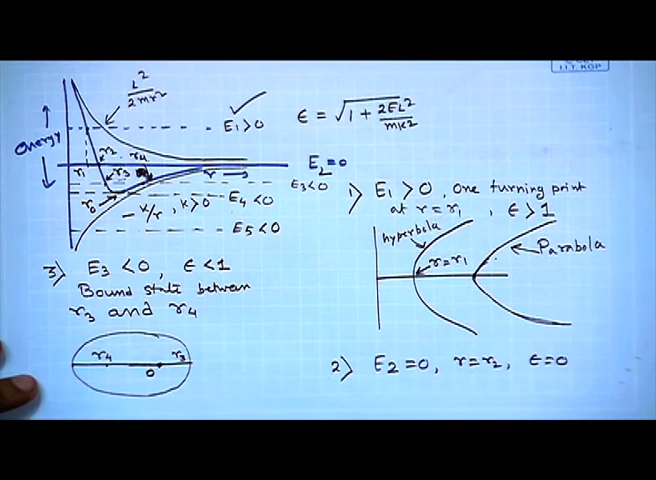 I.I.T. KGP
L²/2mr²
Energy
E₁>0
ϵ = √(1 + 2EL²/mk²)
r₁
r₂
r₃
r₄
r
E₂=0
E₃<0
r₀
-k/r, k>0
E₄<0
E₅<0
1) E₁>0, One turning point
at r=r₁, ϵ>1
hyperbola
r=r₁
Parabola
2) E₂=0, r=r₂, ϵ=0
3) E₃<0, ϵ<1
Bound state between
r₃ and r₄
r₄
r₃
O